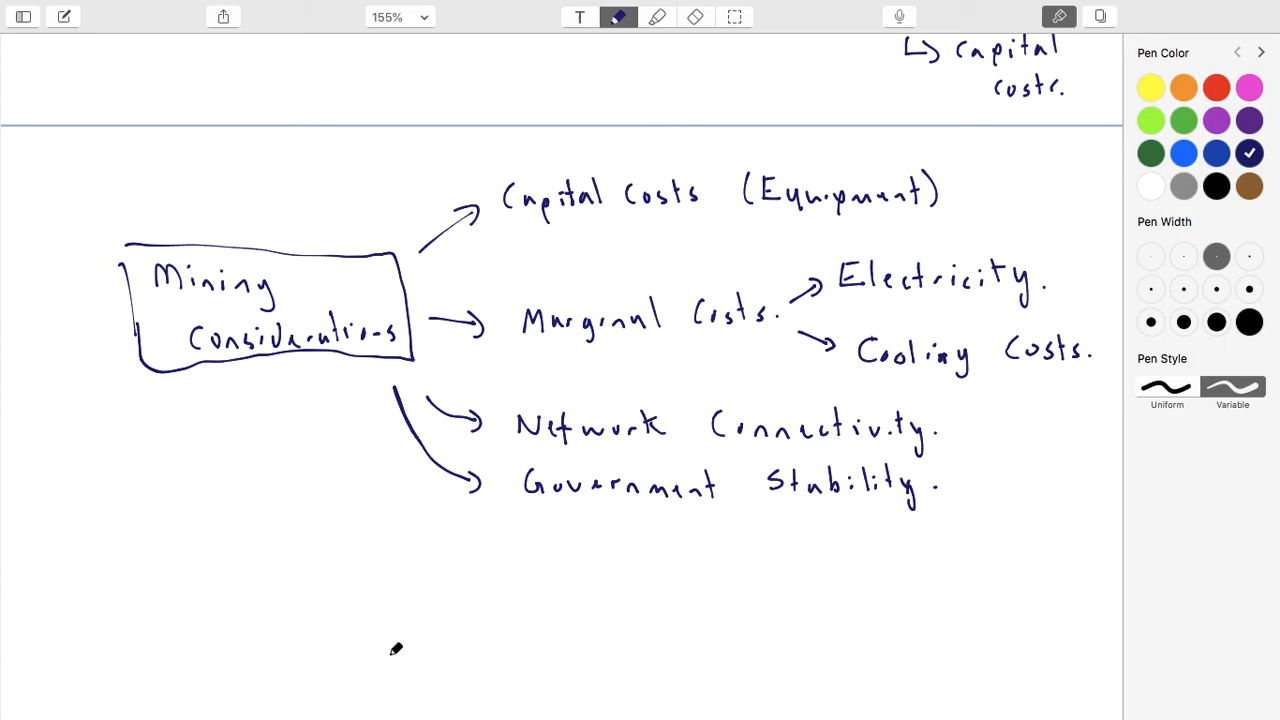 155%
T
↳ Capital
costs.
Pen Color
Capital Costs (Equipment)
Mining
Considerations
Marginal Costs.
Electricity.
Cooling Costs.
Network Connectivity.
Government Stability.
Pen Width
Pen Style
Uniform
Variable